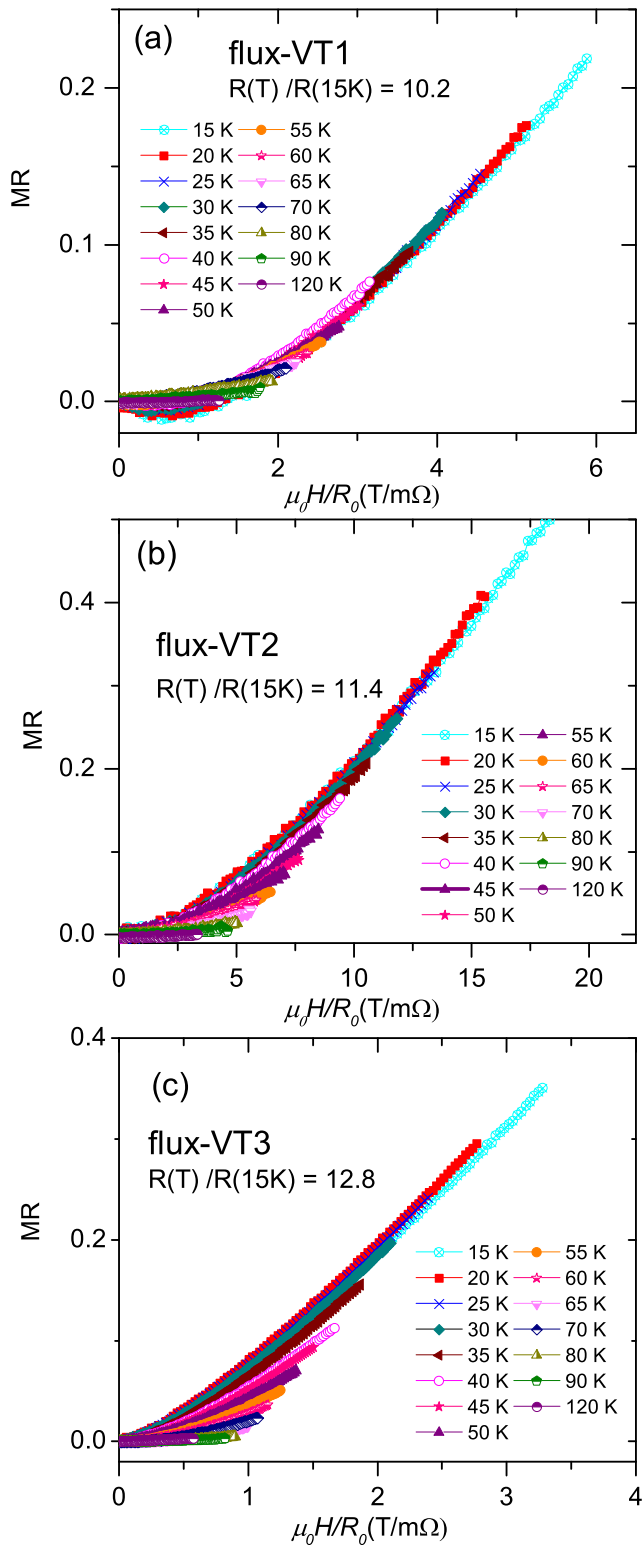 (a)
flux-VT1
R(T) /R(15K) = 10.2
15 K 55 K
20 K 60 K
25 K 65 K
30 K 70 K
35 K 80 K
40 K 90 K
45 K 120 K
50 K
MR
0.2
0.1
0.0
0 2 4 6
μ₀H/R₀(T/mΩ)
(b)
flux-VT2
R(T) /R(15K) = 11.4
15 K 55 K
20 K 60 K
25 K 65 K
30 K 70 K
35 K 80 K
40 K 90 K
45 K 120 K
50 K
MR
0.4
0.2
0.0
0 5 10 15 20
μ₀H/R₀(T/mΩ)
(c)
flux-VT3
R(T) /R(15K) = 12.8
15 K 55 K
20 K 60 K
25 K 65 K
30 K 70 K
35 K 80 K
40 K 90 K
45 K 120 K
50 K
MR
0.4
0.2
0.0
0 1 2 3 4
μ₀H/R₀(T/mΩ)